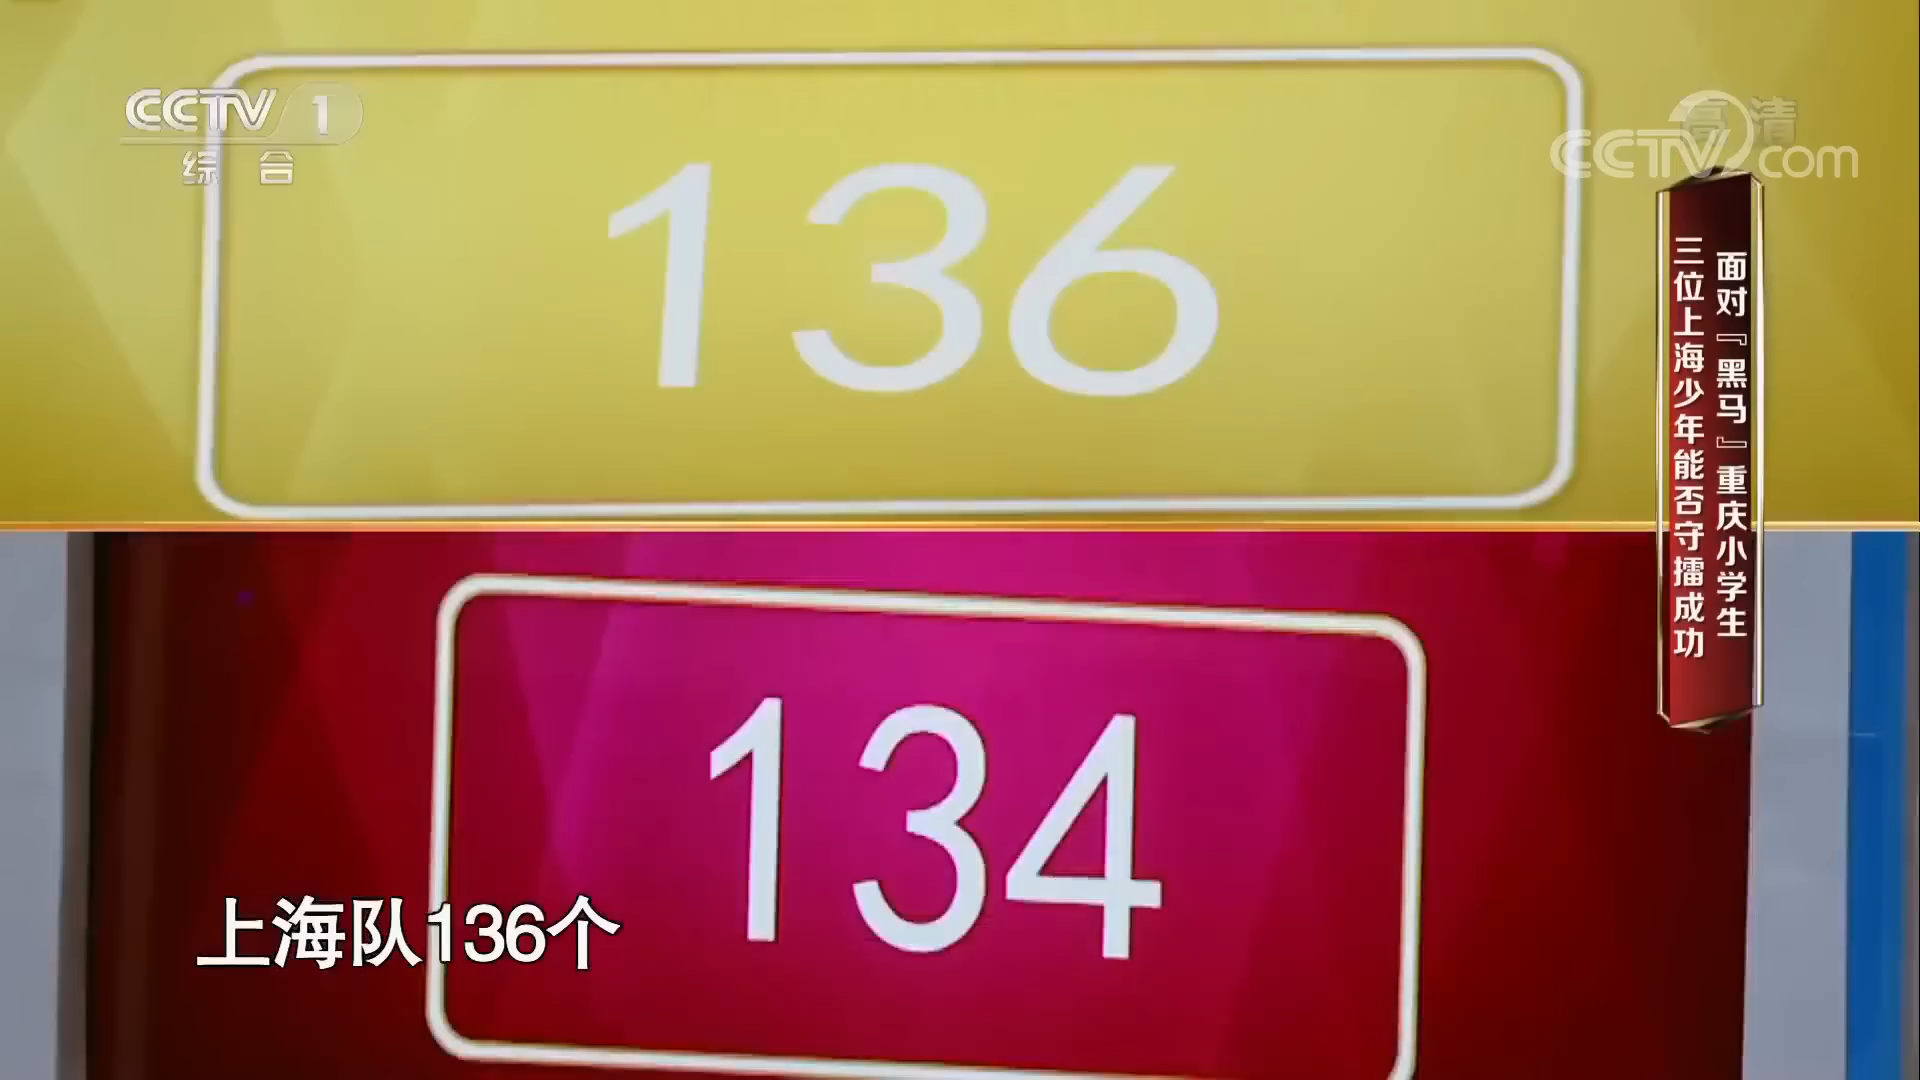 CCTV 1
综合
高清
CCTV com
136
面对『黑马』重庆小学生
三位上海少年能否守擂成功
134
上海队136个